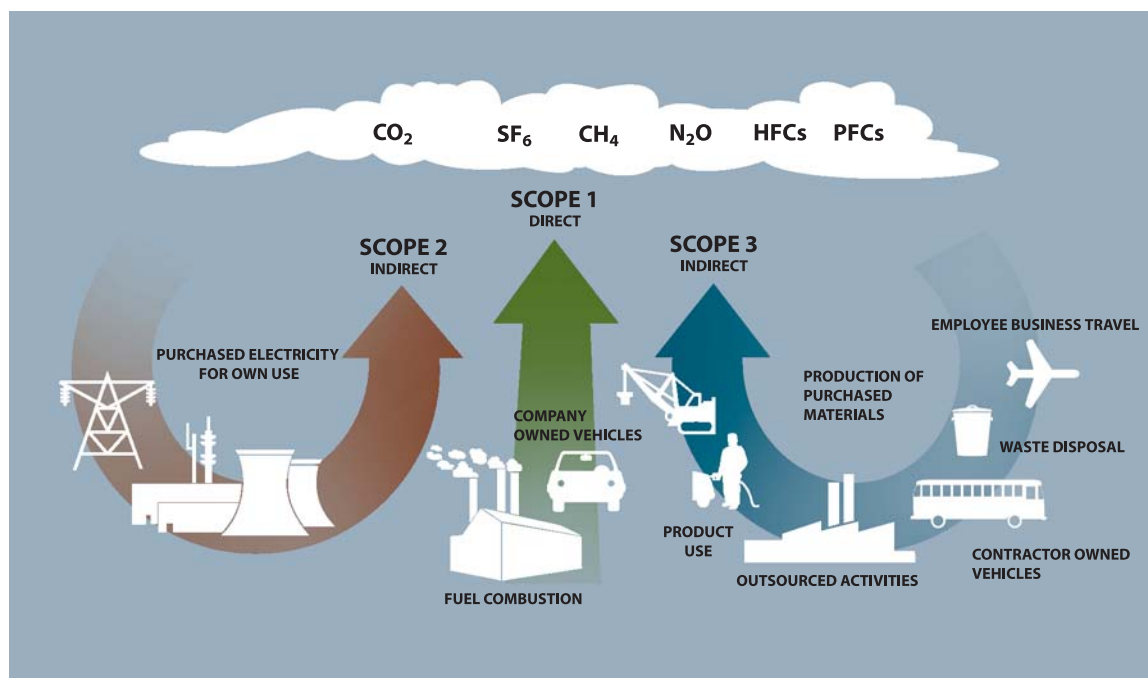 CO₂ SF₆ CH₄ N₂O HFCs PFCs
SCOPE 1
DIRECT
SCOPE 2
INDIRECT
SCOPE 3
INDIRECT
PURCHASED ELECTRICITY
FOR OWN USE
COMPANY
OWNED VEHICLES
FUEL COMBUSTION
PRODUCT
USE
OUTSOURCED ACTIVITIES
PRODUCTION OF
PURCHASED
MATERIALS
EMPLOYEE BUSINESS TRAVEL
WASTE DISPOSAL
CONTRACTOR OWNED
VEHICLES